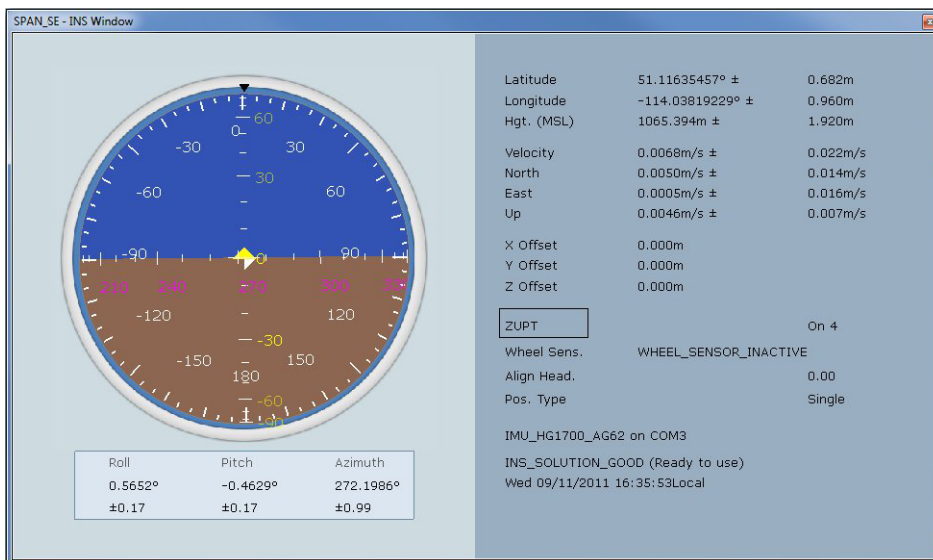 SPAN_SE - INS Window
60
0
-30 30
30
-60 60
-90 0 90
210 240 270 300 330
-120 120
-30
-150 150
180
-60
-90
Roll Pitch Azimuth
0.5652° -0.4629° 272.1986°
±0.17 ±0.17 ±0.99
Latitude 51.11635457° ± 0.682m
Longitude -114.03819229° ± 0.960m
Hgt. (MSL) 1065.394m ± 1.920m
Velocity 0.0068m/s ± 0.022m/s
North 0.0050m/s ± 0.014m/s
East 0.0005m/s ± 0.016m/s
Up 0.0046m/s ± 0.007m/s
X Offset 0.000m
Y Offset 0.000m
Z Offset 0.000m
ZUPT On 4
Wheel Sens. WHEEL_SENSOR_INACTIVE
Align Head. 0.00
Pos. Type Single
IMU_HG1700_AG62 on COM3
INS_SOLUTION_GOOD (Ready to use)
Wed 09/11/2011 16:35:53Local